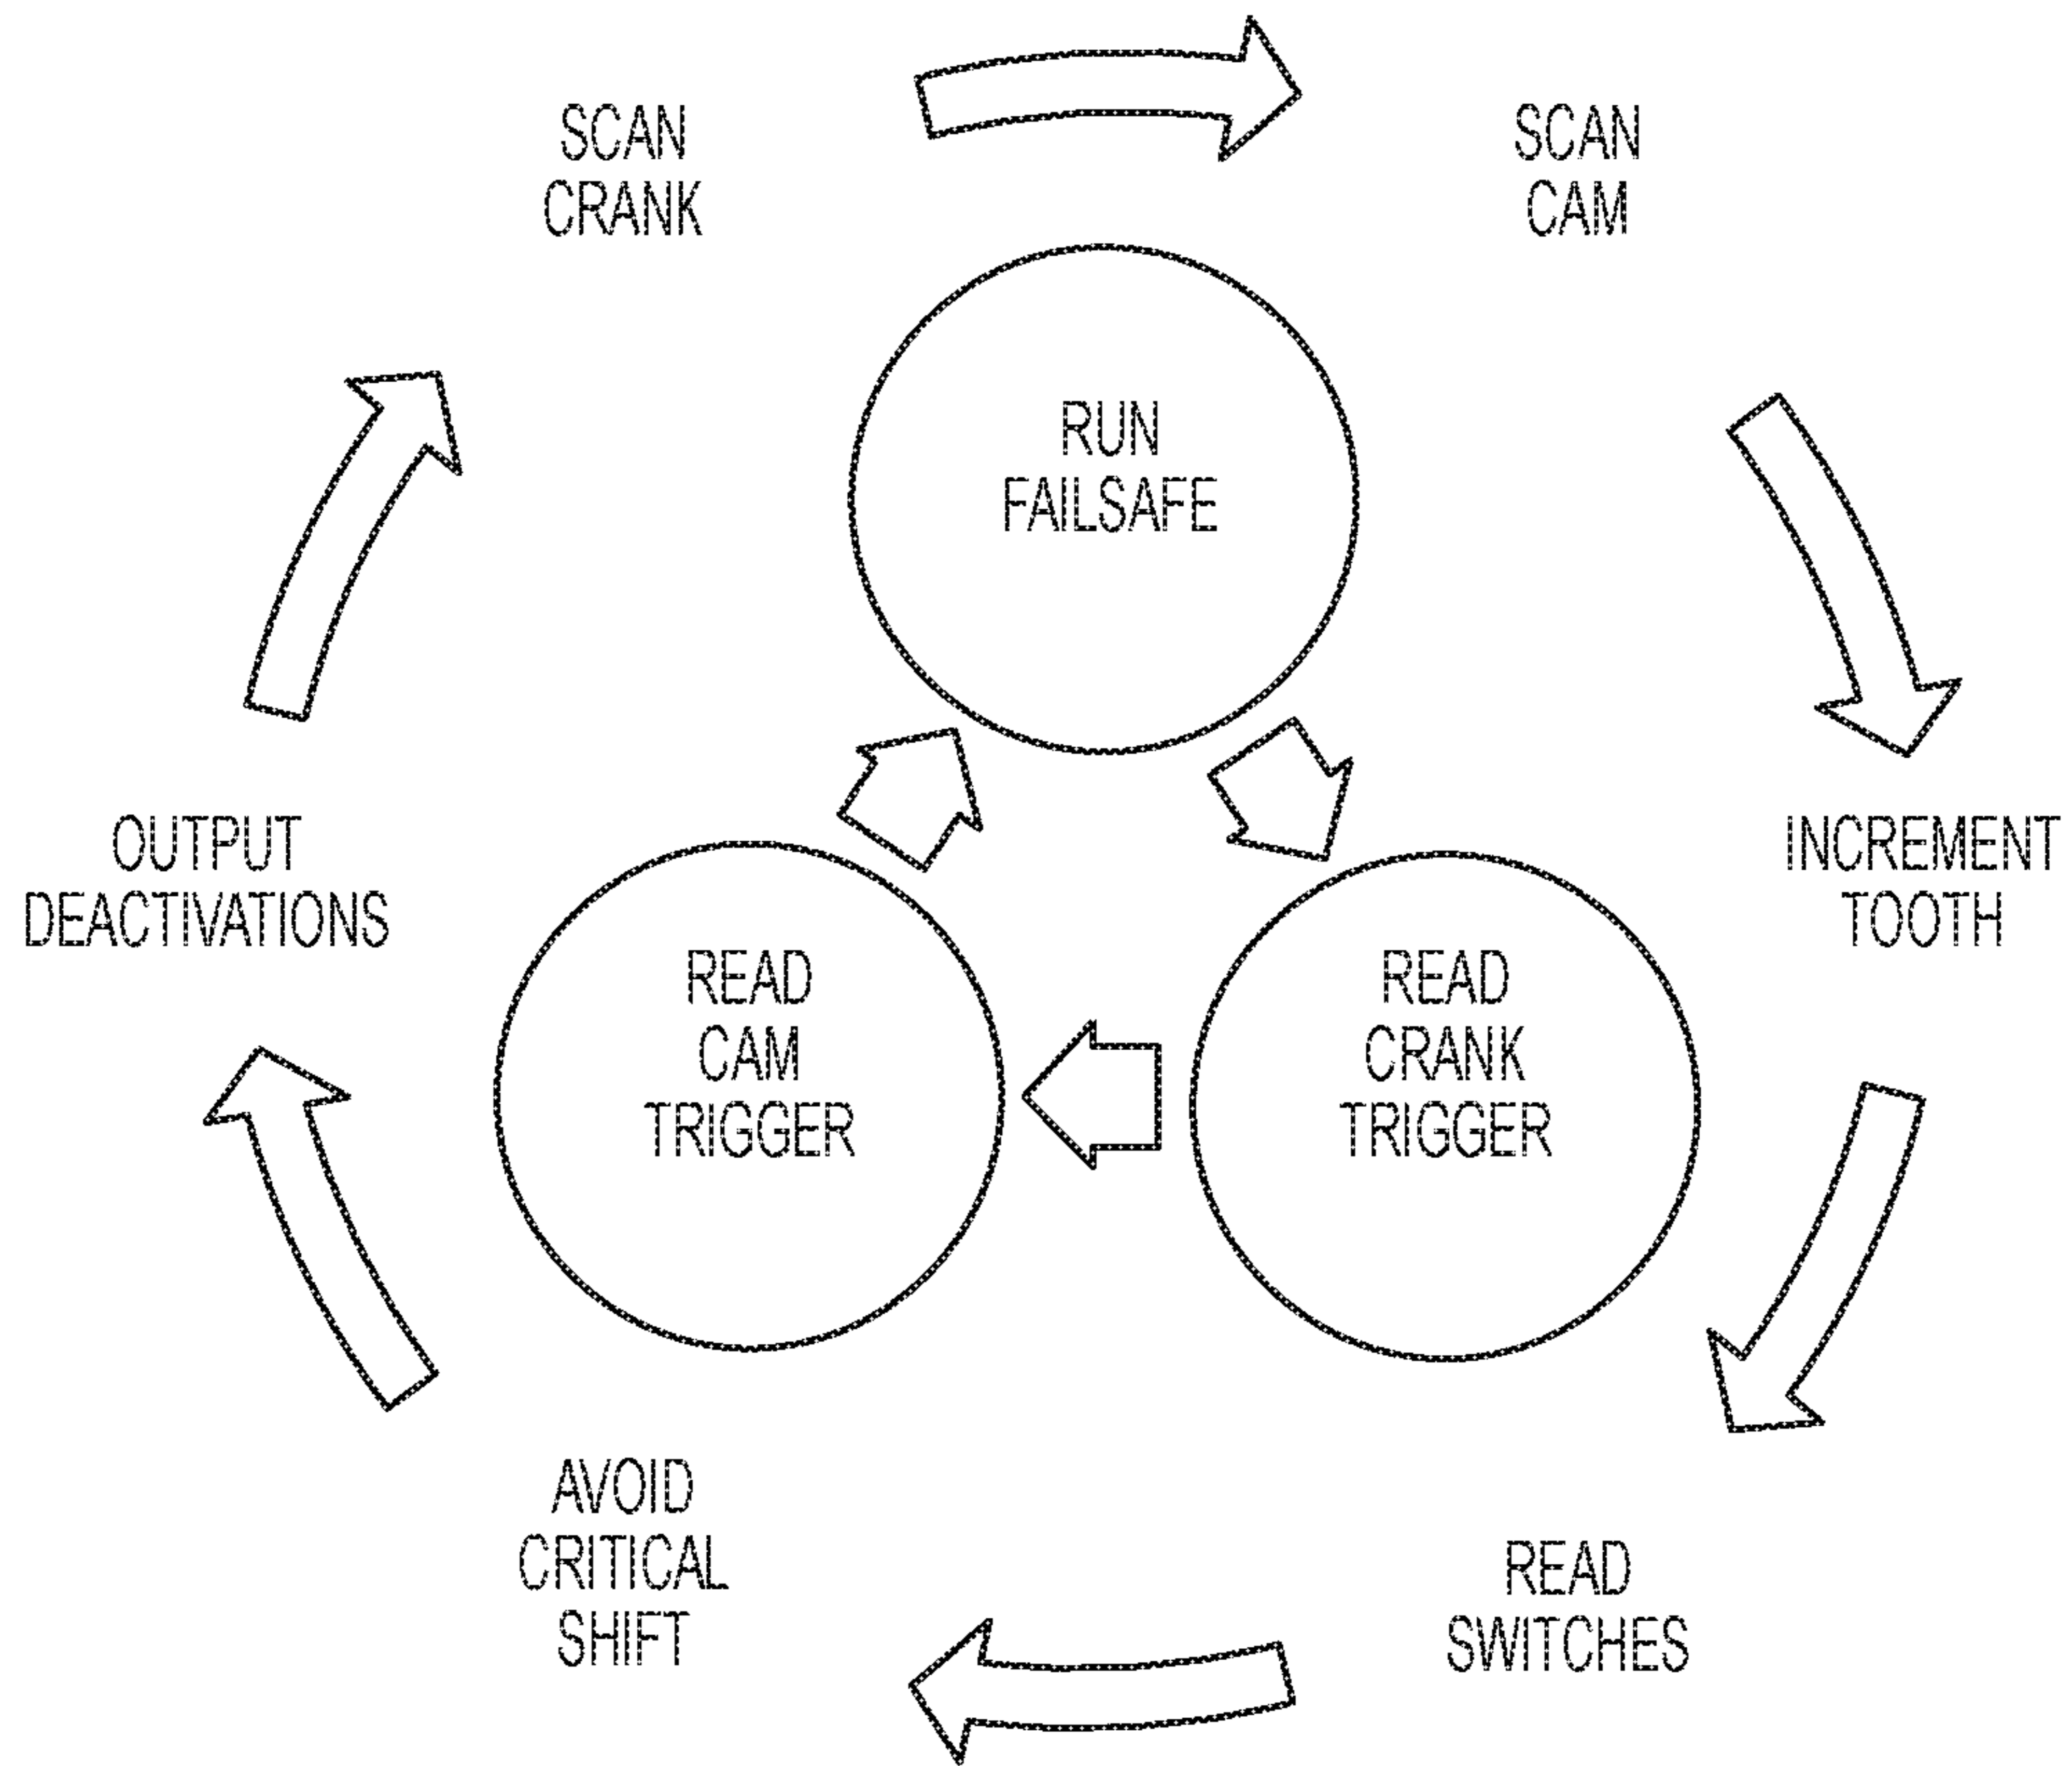 SCAN
CRANK
SCAN
CAM
RUN
FAILSAFE
OUTPUT
DEACTIVATIONS
INCREMENT
TOOTH
READ
CAM
TRIGGER
READ
CRANK
TRIGGER
AVOID
CRITICAL
SHIFT
READ
SWITCHES